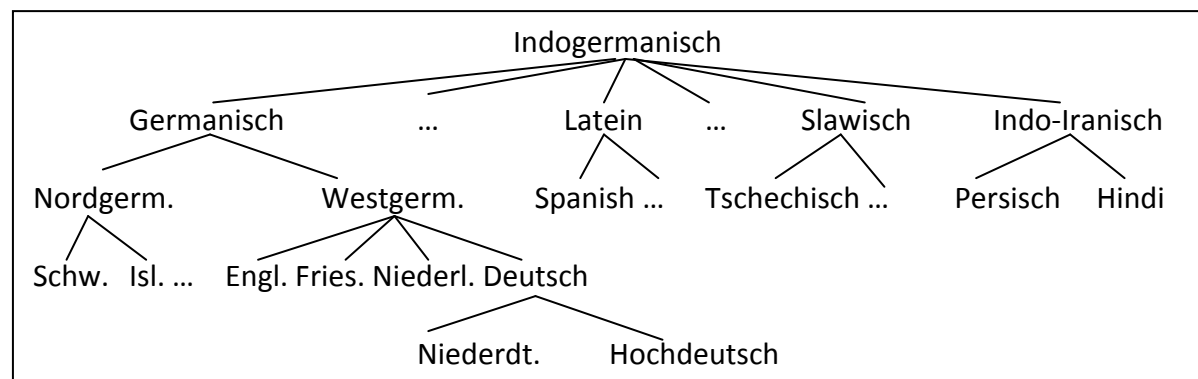 Indogermanisch
Germanisch … Latein … Slawisch Indo-Iranisch
Nordgerm. Westgerm. Spanish … Tschechisch … Persisch Hindi
Schw. Isl. … Engl. Fries. Niederl. Deutsch
Niederdt. Hochdeutsch